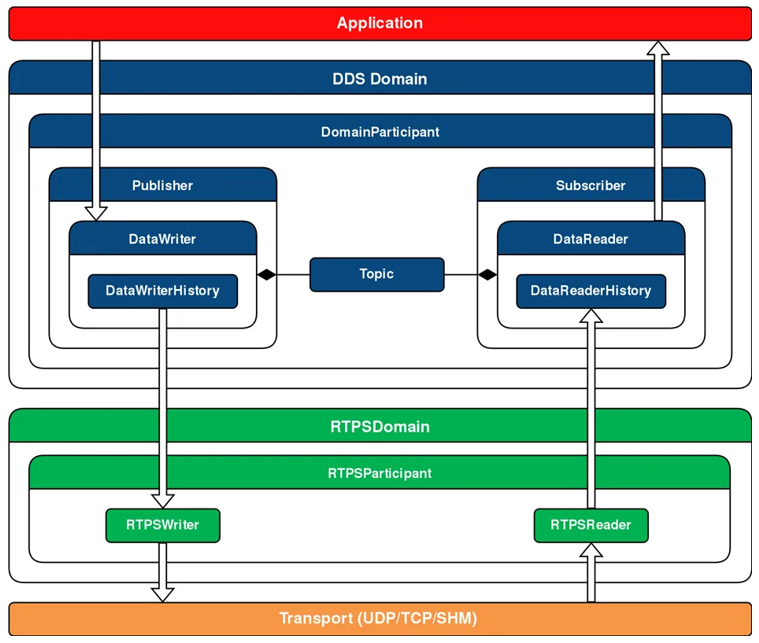 Application
DDS Domain
DomainParticipant
Publisher
Subscriber
DataWriter
DataReader
DataWriterHistory
Topic
DataReaderHistory
RTPSDomain
RTPSParticipant
RTPSWriter
RTPSReader
Transport (UDP/TCP/SHM)